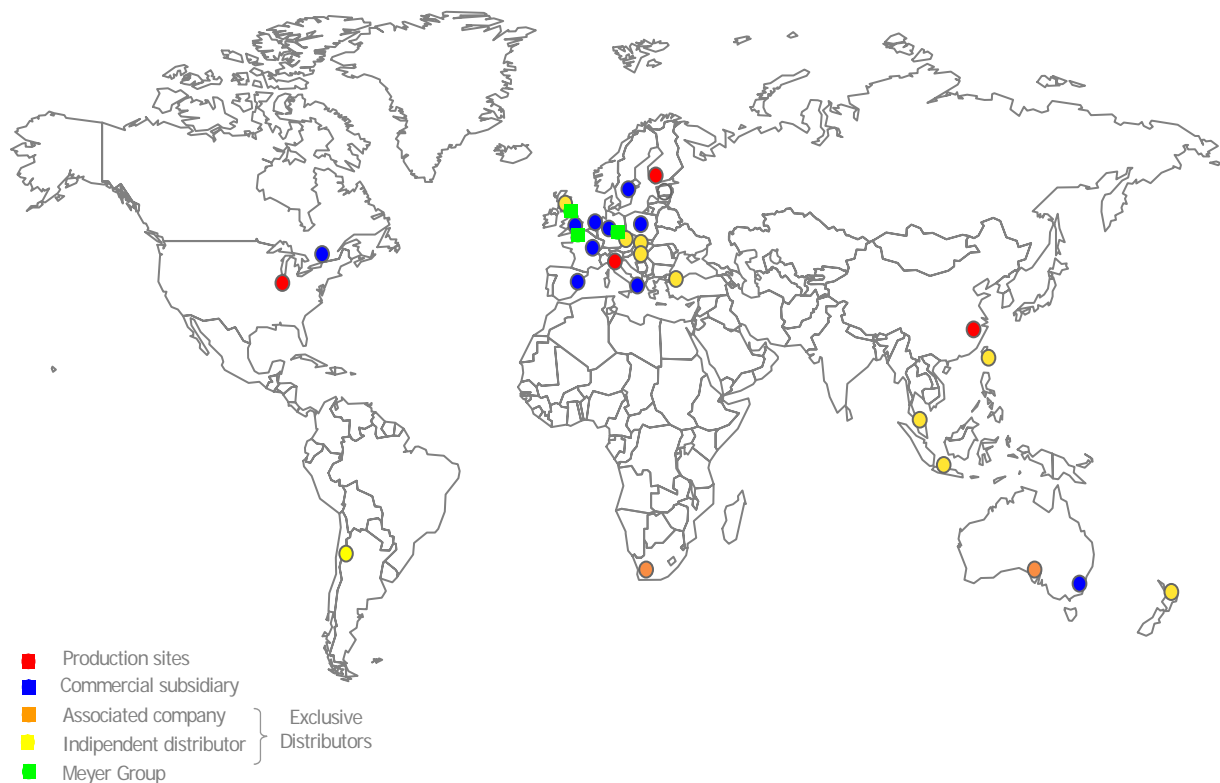 Production sites
Commercial subsidiary
Associated company
Indipendent distributor
Exclusive
Distributors
Meyer Group